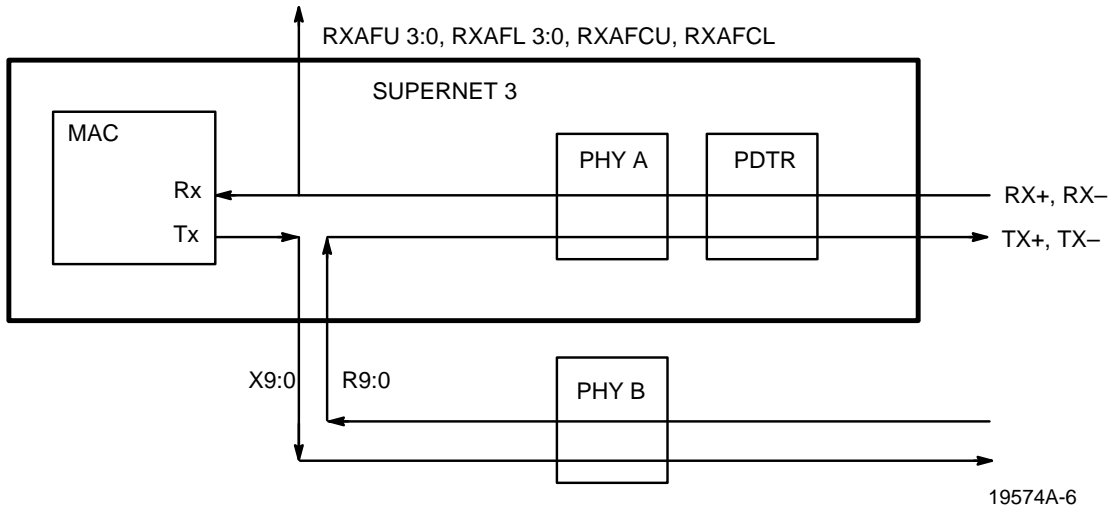 RXAFU 3:0, RXAFL 3:0, RXAFCU, RXAFCL
SUPERNET 3
MAC
PHY A
PDTR
Rx
RX+, RX–
Tx
TX+, TX–
X9:0
R9:0
PHY B
19574A-6